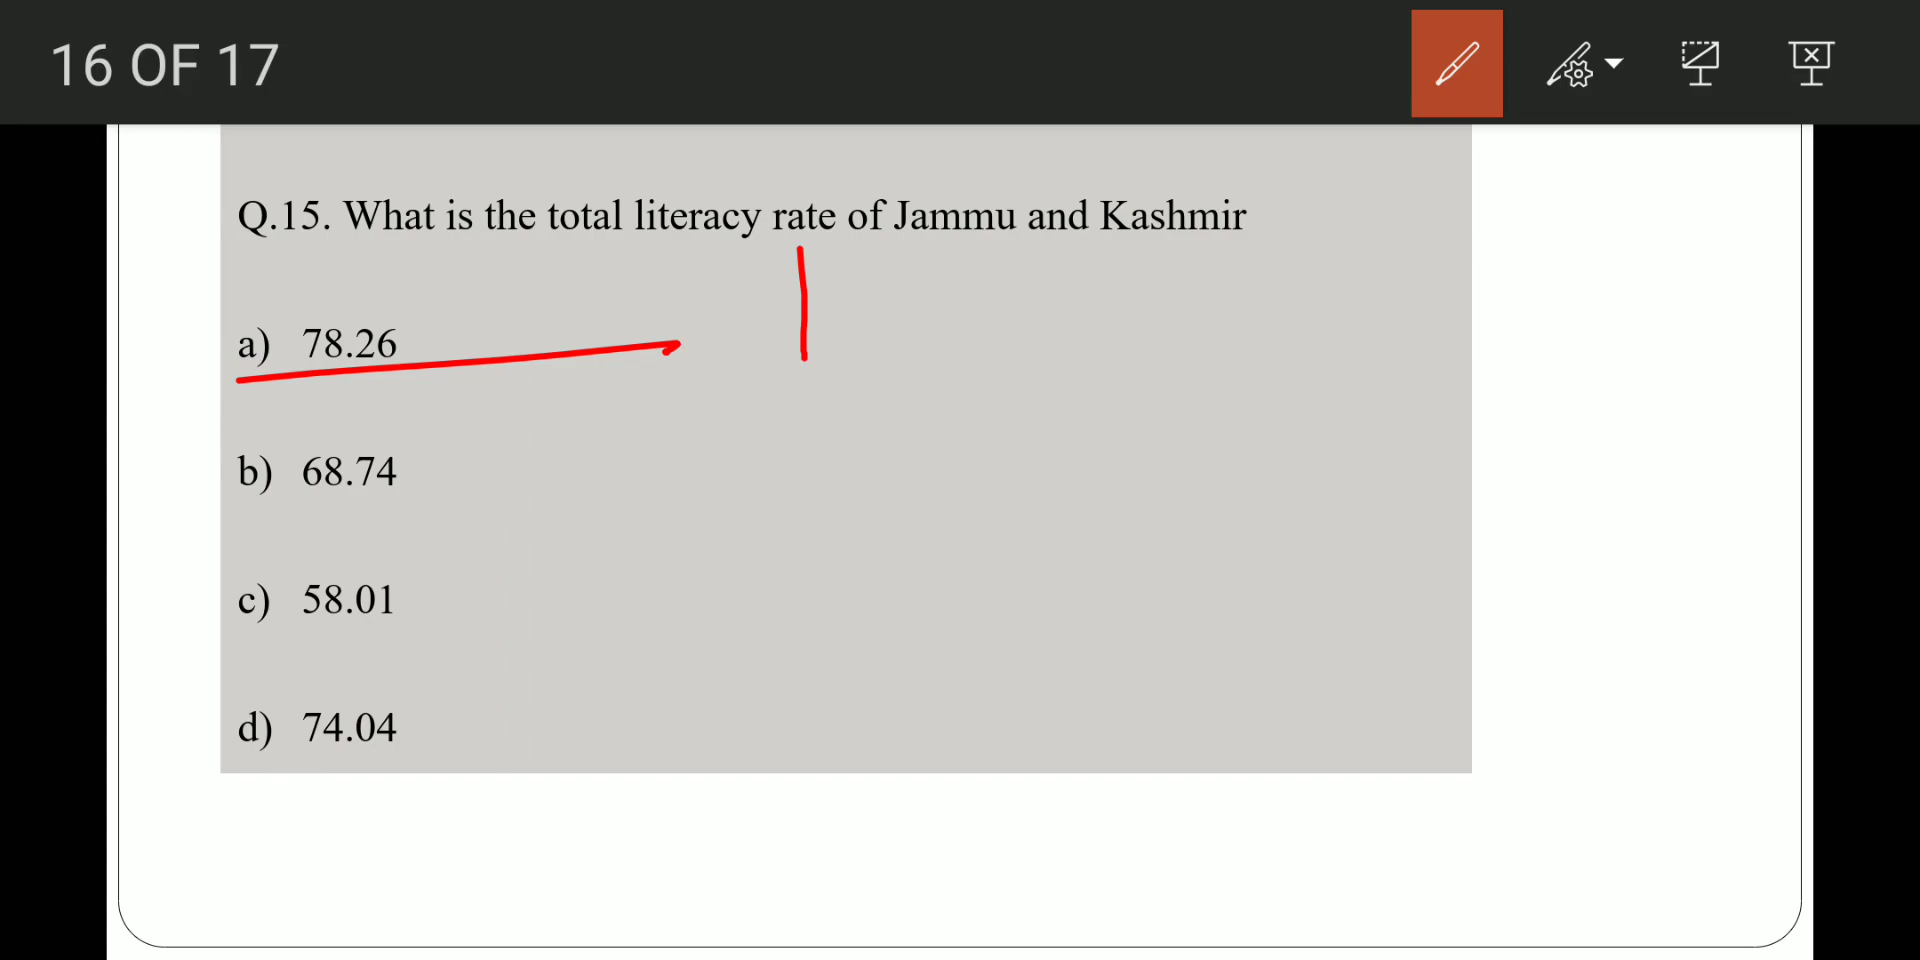 16 OF 17
Q.15. What is the total literacy rate of Jammu and Kashmir
a) 78.26
b) 68.74
c) 58.01
d) 74.04